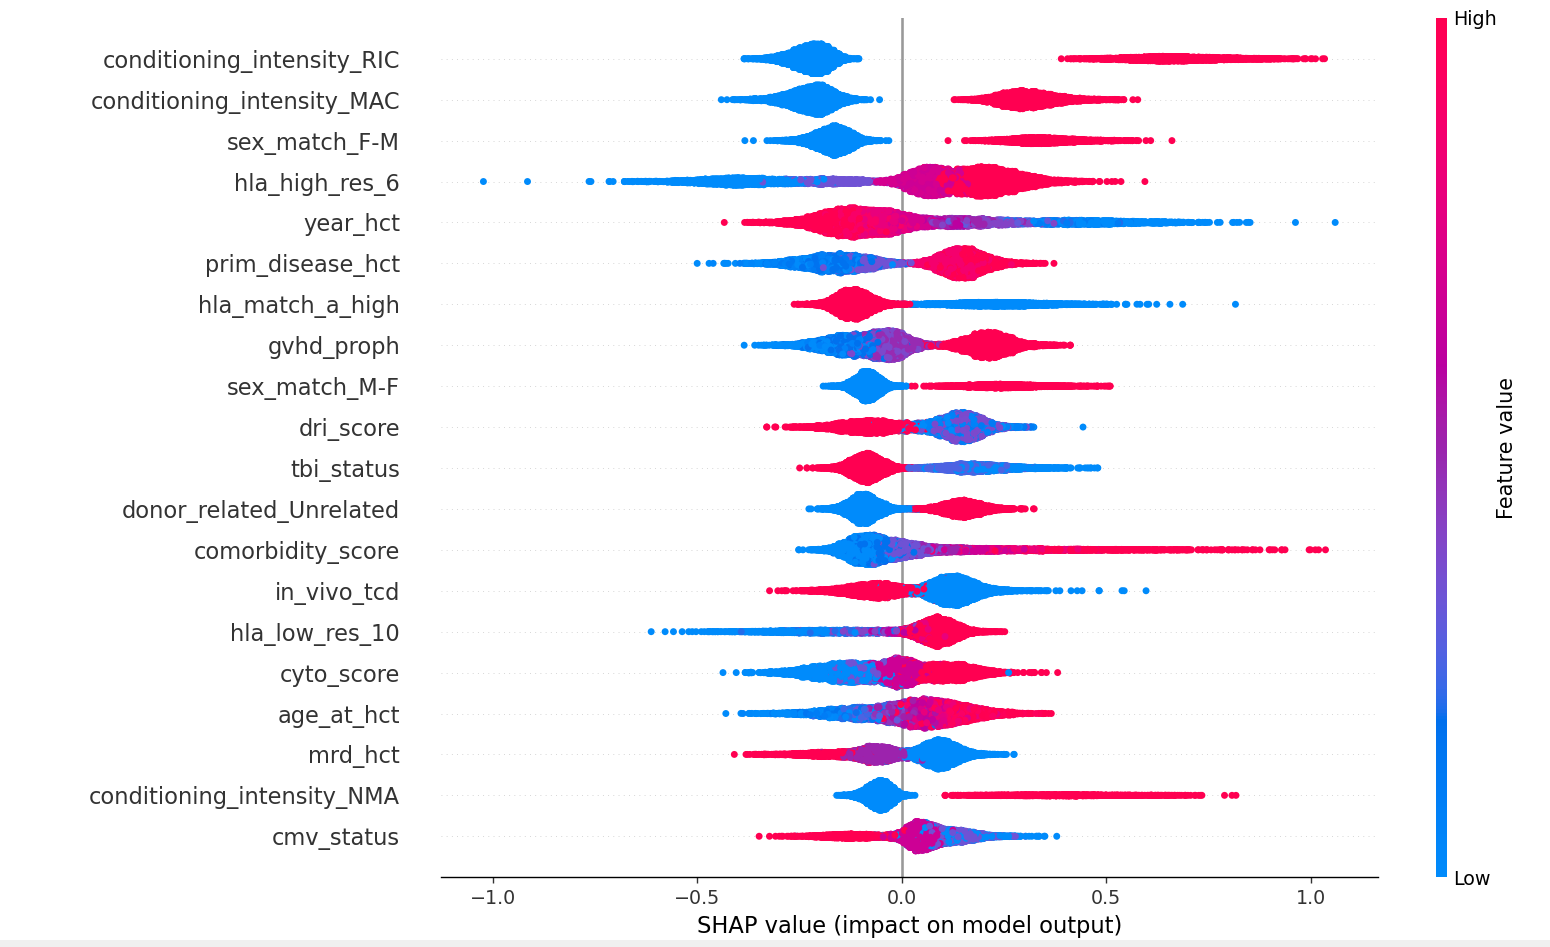 High
conditioning_intensity_RIC
conditioning_intensity_MAC
sex_match_F-M
hla_high_res_6
year_hct
prim_disease_hct
hla_match_a_high
gvhd_proph
sex_match_M-F
dri_score
tbi_status
donor_related_Unrelated
comorbidity_score
in_vivo_tcd
hla_low_res_10
cyto_score
age_at_hct
mrd_hct
conditioning_intensity_NMA
cmv_status
Feature value
Low
−1.0 −0.5 0.0 0.5 1.0
SHAP value (impact on model output)